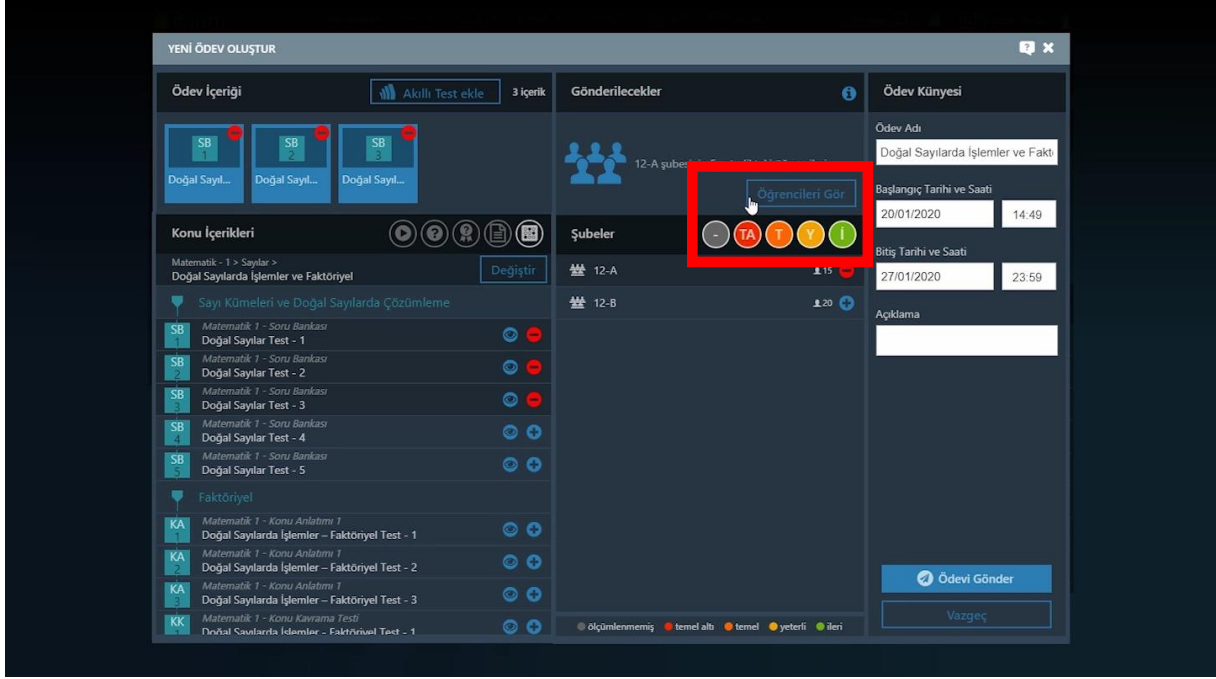 YENİ ÖDEV OLUŞTUR
Ödev İçeriği
Akıllı Test ekle
3 içerik
SB
1
Doğal Sayıl...
SB
2
Doğal Sayıl...
SB
3
Doğal Sayıl...
Konu İçerikleri
Matematik - 1 > Sayılar >
Doğal Sayılarda İşlemler ve Faktöriyel
Değiştir
Sayı Kümeleri ve Doğal Sayılarda Çözümleme
SB
1
Matematik 1 - Soru Bankası
Doğal Sayılar Test - 1
SB
2
Matematik 1 - Soru Bankası
Doğal Sayılar Test - 2
SB
3
Matematik 1 - Soru Bankası
Doğal Sayılar Test - 3
SB
4
Matematik 1 - Soru Bankası
Doğal Sayılar Test - 4
SB
5
Matematik 1 - Soru Bankası
Doğal Sayılar Test - 5
Faktöriyel
KA
1
Matematik 1 - Konu Anlatımı 1
Doğal Sayılarda İşlemler – Faktöriyel Test - 1
KA
2
Matematik 1 - Konu Anlatımı 1
Doğal Sayılarda İşlemler – Faktöriyel Test - 2
KA
3
Matematik 1 - Konu Anlatımı 1
Doğal Sayılarda İşlemler – Faktöriyel Test - 3
KK
Matematik 1 - Konu Kavrama Testi
Doğal Sayılarda İşlemler - Faktöriyel Test - 1
Gönderilecekler
12-A
Öğrencileri Gör
Şubeler
- TA T Y İ
12-A 15
12-B 20
ölçümlenmemiş temel altı temel yeterli ileri
Ödev Künyesi
Ödev Adı
Doğal Sayılarda İşlemler ve Fakt
Başlangıç Tarihi ve Saati
20/01/2020 14:49
Bitiş Tarihi ve Saati
27/01/2020 23:59
Açıklama
Ödevi Gönder
Vazgeç